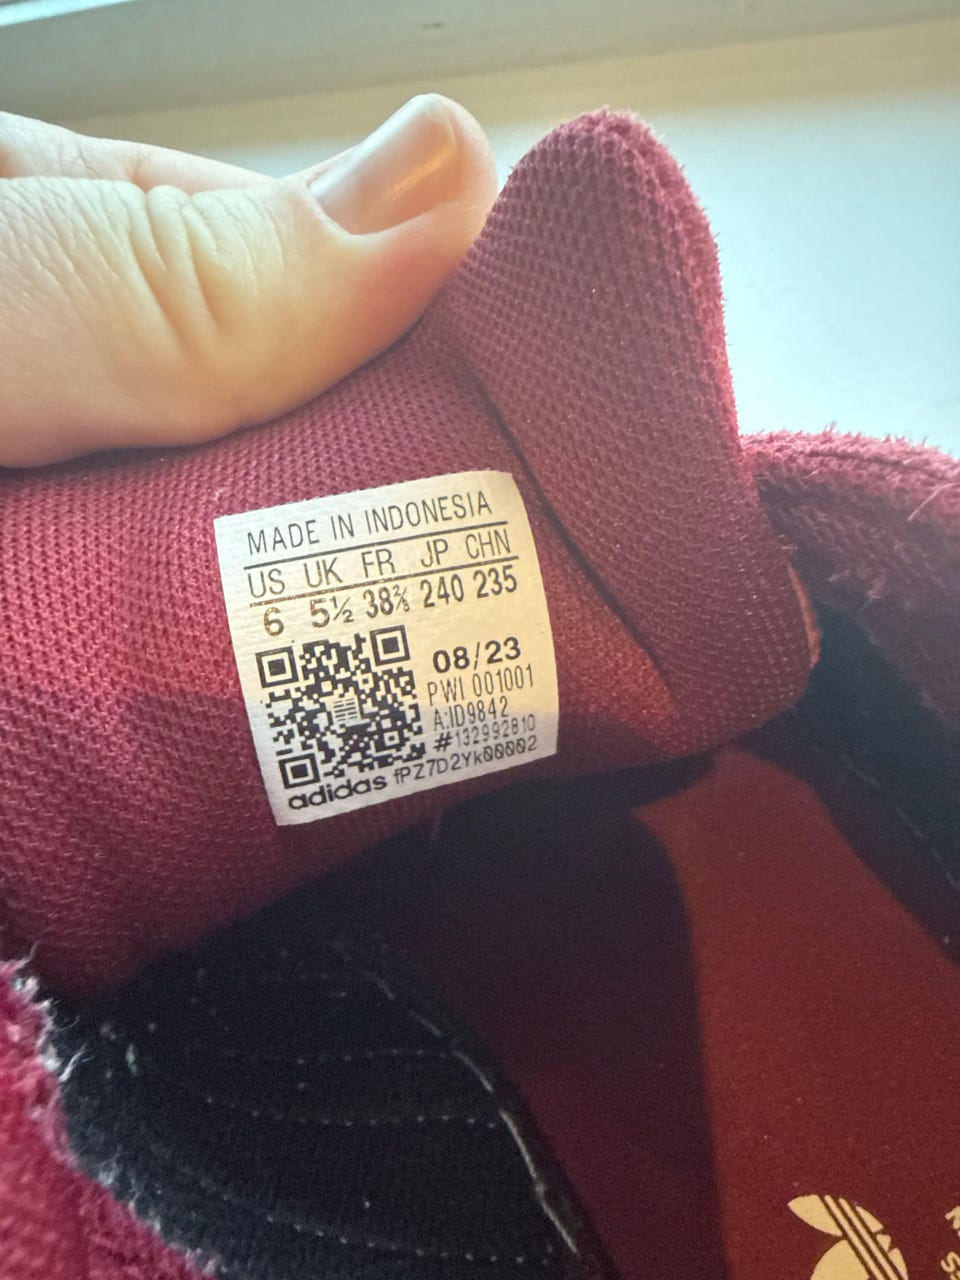 MADE IN INDONESIA
US UK FR JP CHN
6 5½ 38⅔ 240 235
08/23
PWI 001001
A:ID9842
#132992810
adidas fPZ7D2Yk00002